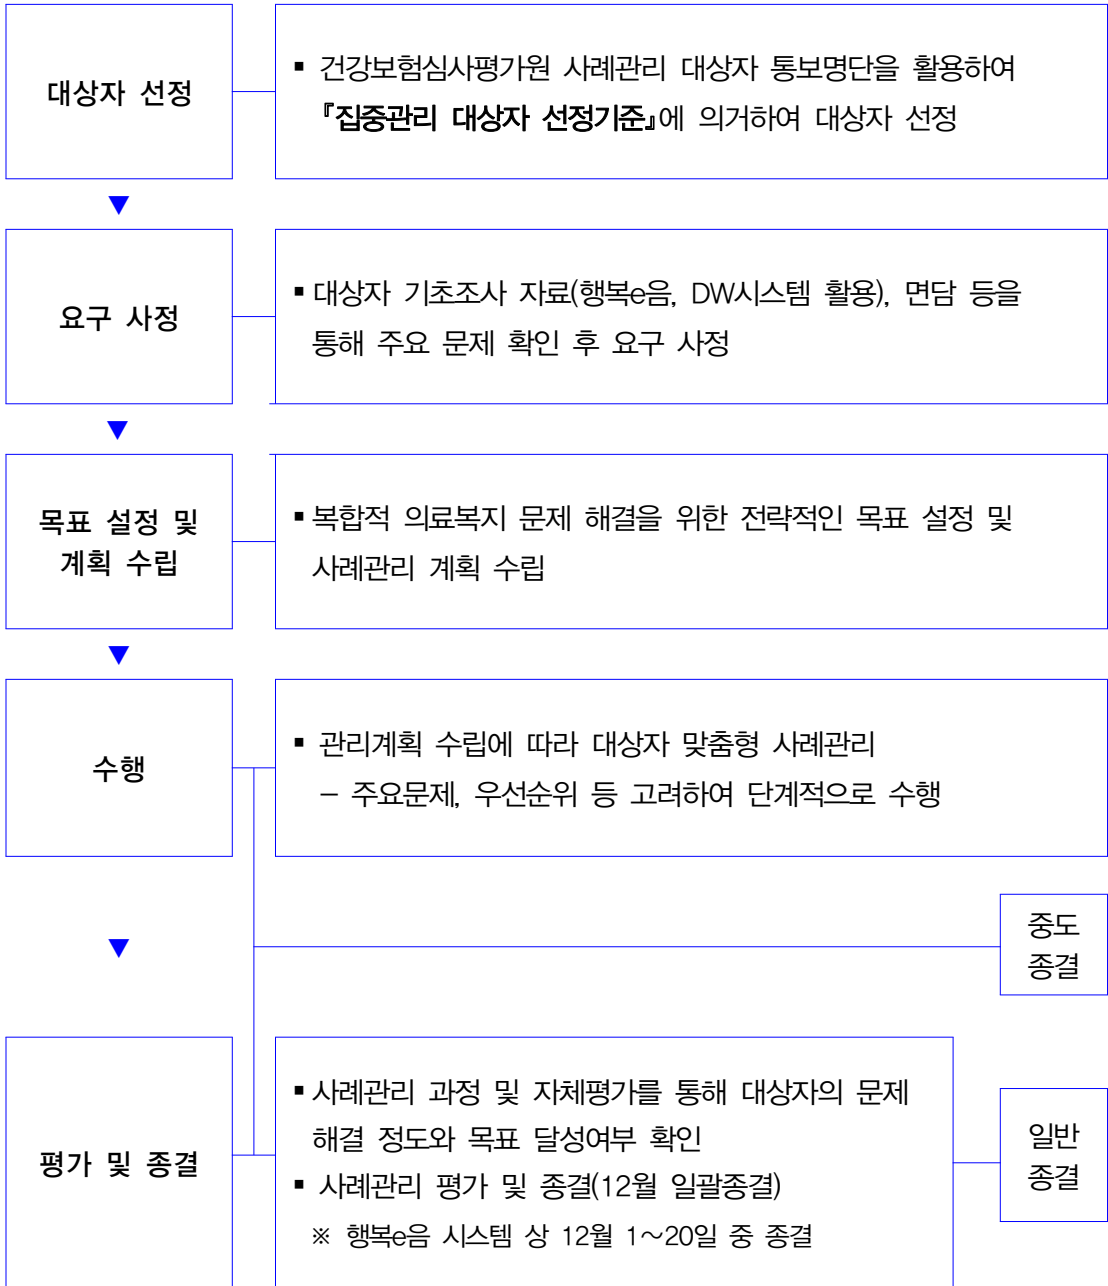 대상자 선정
▪ 건강보험심사평가원 사례관리 대상자 통보명단을 활용하여
『집중관리 대상자 선정기준』에 의거하여 대상자 선정
▼
요구 사정
▪ 대상자 기초조사 자료(행복e음, DW시스템 활용), 면담 등을
통해 주요 문제 확인 후 요구 사정
▼
목표 설정 및
계획 수립
▪ 복합적 의료복지 문제 해결을 위한 전략적인 목표 설정 및
사례관리 계획 수립
▼
수행
▪ 관리계획 수립에 따라 대상자 맞춤형 사례관리
– 주요문제, 우선순위 등 고려하여 단계적으로 수행
▼
중도
종결
평가 및 종결
▪ 사례관리 과정 및 자체평가를 통해 대상자의 문제
해결 정도와 목표 달성여부 확인
▪ 사례관리 평가 및 종결(12월 일괄종결)
※ 행복e음 시스템 상 12월 1～20일 중 종결
일반
종결